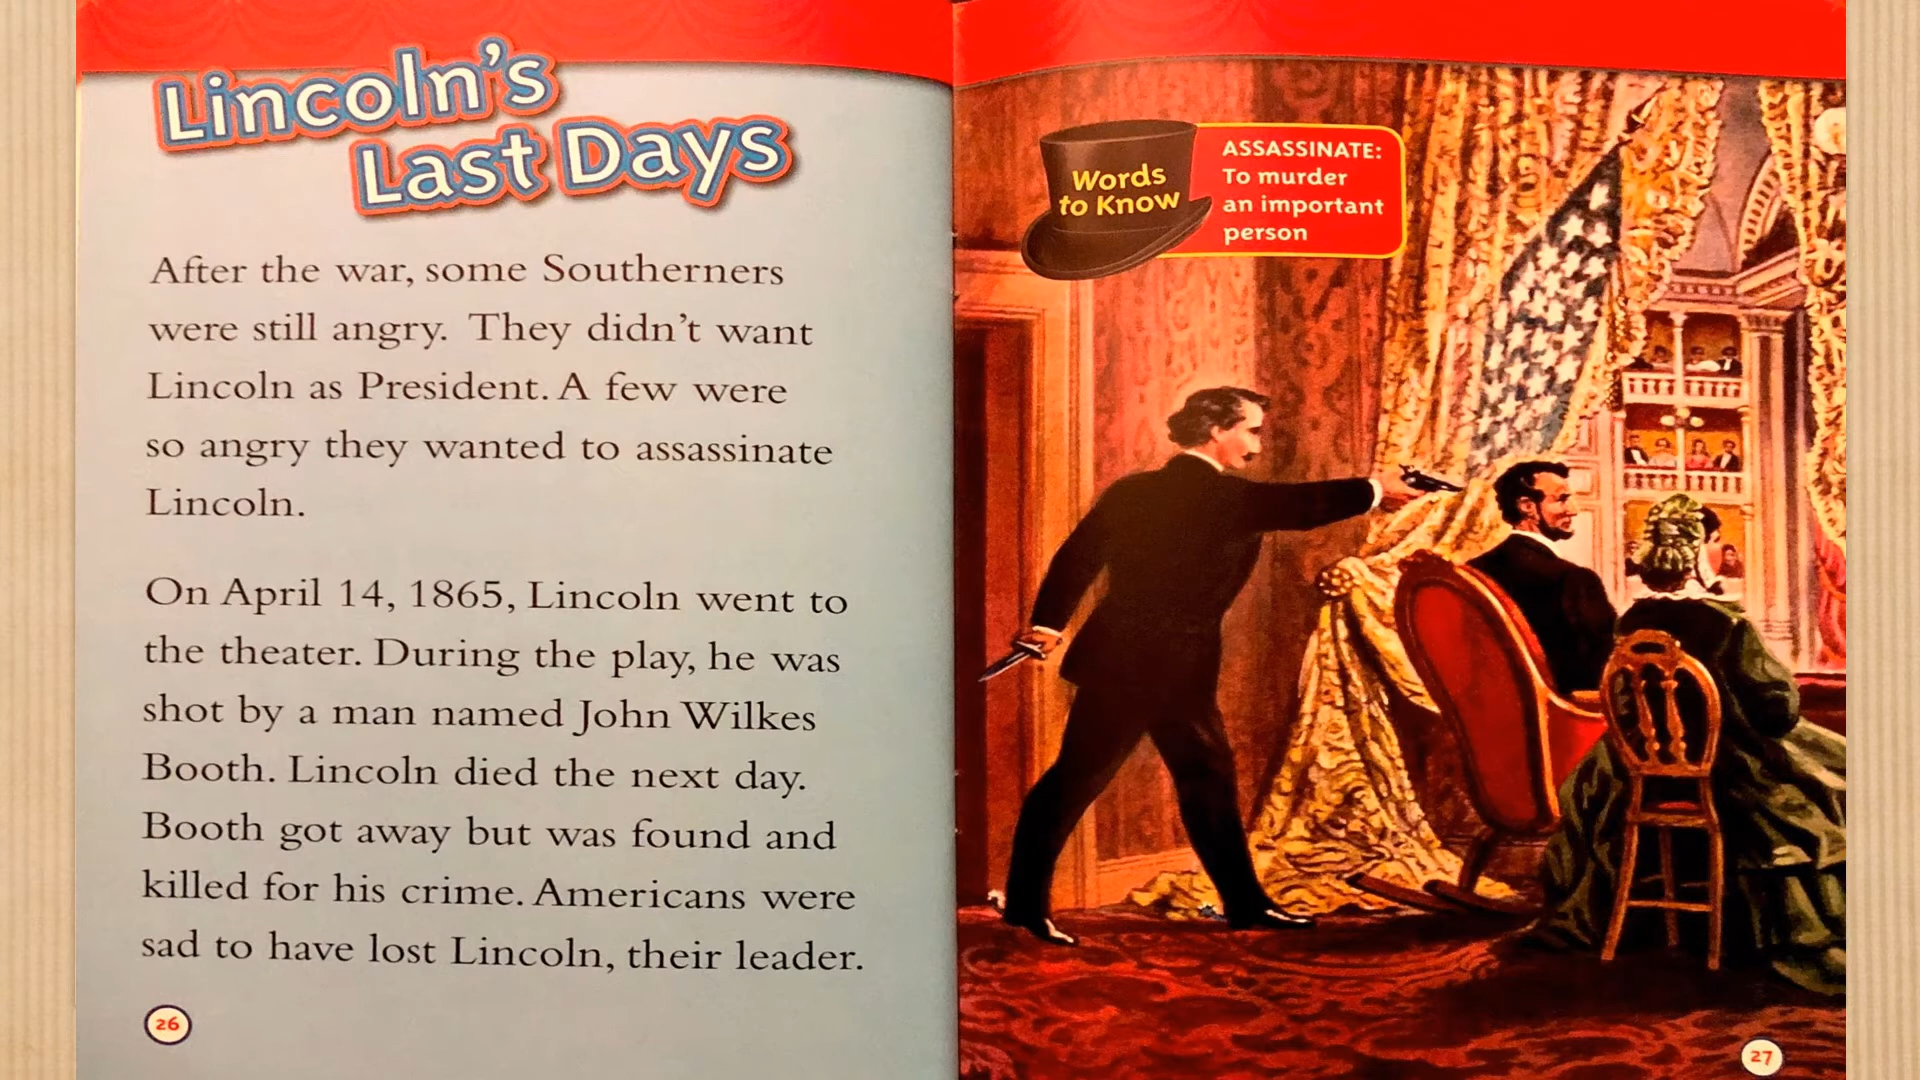 Lincoln's
Last Days
After the war, some Southerners
were still angry. They didn't want
Lincoln as President. A few were
so angry they wanted to assassinate
Lincoln.
On April 14, 1865, Lincoln went to
the theater. During the play, he was
shot by a man named John Wilkes
Booth. Lincoln died the next day.
Booth got away but was found and
killed for his crime. Americans were
sad to have lost Lincoln, their leader.
26
Words
to Know
ASSASSINATE:
To murder
an important
person
27